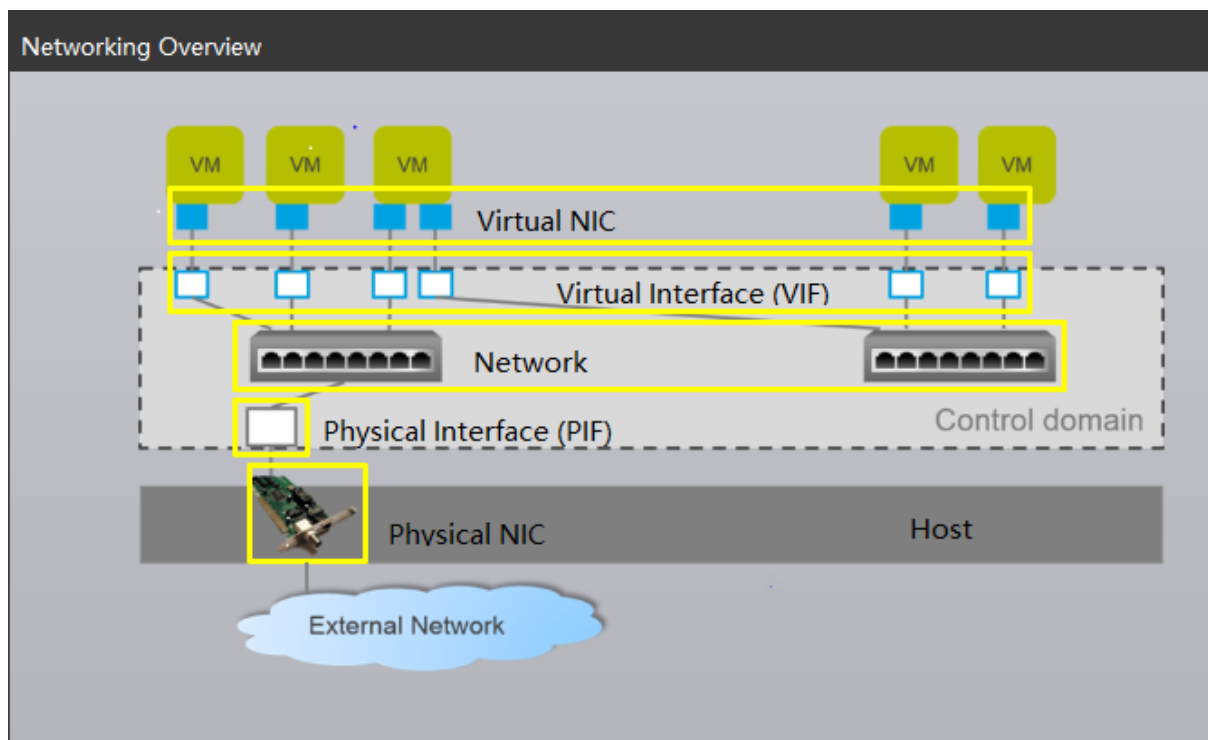 Networking Overview
VM VM VM VM VM
Virtual NIC
Virtual Interface (VIF)
Network
Physical Interface (PIF)
Control domain
Physical NIC
Host
External Network